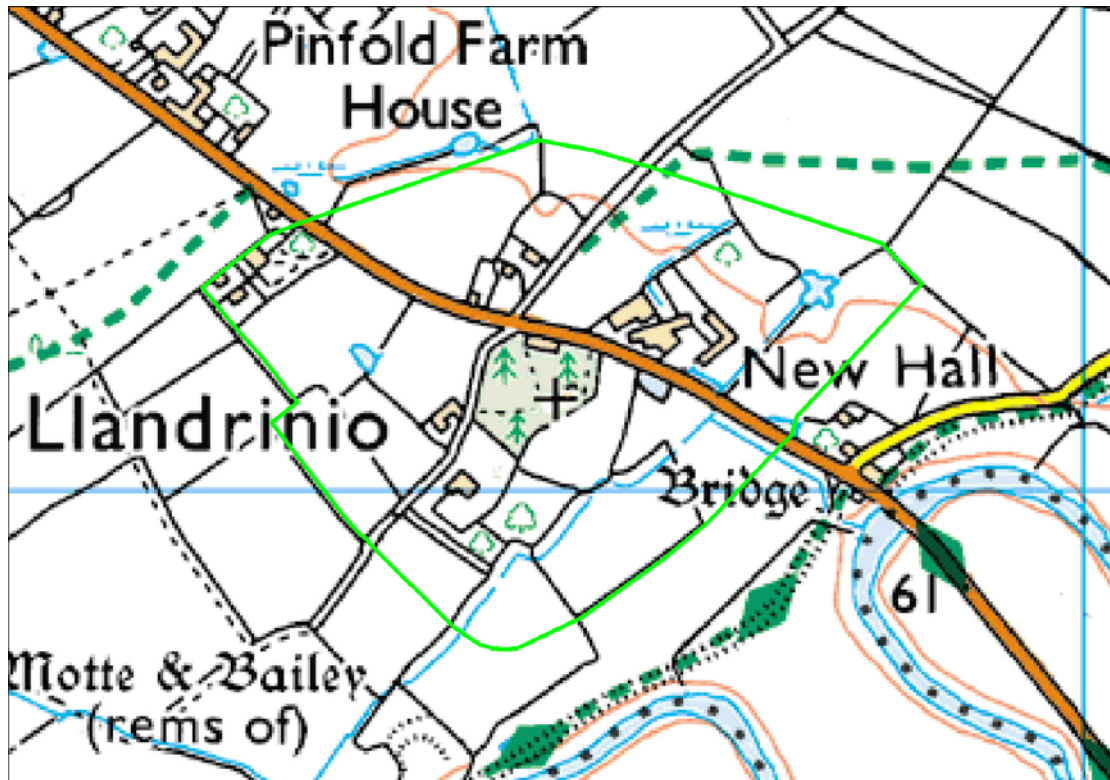 Pinfold Farm
House
New Hall
Llandrinio
Bridge
61
Motte & Bailey
(rems of)